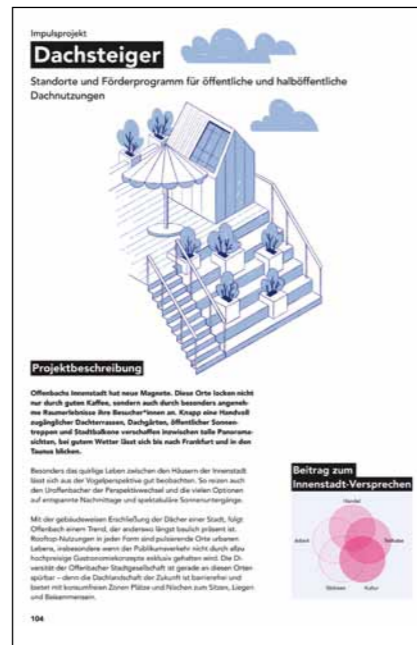 Impulsprojekt
Dachsteiger
Standorte und Förderprogramm für öffentliche und halböffentliche
Dachnutzungen
Projektbeschreibung
Offenbachs Innenstadt hat neue Magnete. Diese Orte locken nicht
nur durch guten Kaffee, sondern auch durch besonders angeneh-
me Raumerlebnisse ihre Besucher*innen an. Knapp eine Handvoll
zugänglicher Dachterrassen, Dachgärten, öffentlicher Sonnen-
treppen und Stadtbalkone verschaffen inzwischen tolle Panorama-
sichten, bei gutem Wetter lässt sich bis nach Frankfurt und in den
Taunus blicken.
Besonders das quirlige Leben zwischen den Häusern der Innenstadt
lässt sich aus der Vogelperspektive gut beobachten. So reizen auch
den Uroffenbacher der Perspektivwechsel und die vielen Optionen
auf entspannte Nachmittage und spektakuläre Sonnenuntergänge.
Mit der gebäudeweisen Erschließung der Dächer einer Stadt, folgt
Offenbach einem Trend, der anderswo längst baulich präsent ist.
Rooftop-Nutzungen in jeder Form sind pulsierende Orte urbanen
Lebens, insbesondere wenn der Publikumsverkehr nicht durch allzu
hochpreisige Gastronomiekonzepte exklusiv gehalten wird. Die Di-
versität der Offenbacher Stadtgesellschaft ist gerade an diesen Orten
spürbar – denn die Dachlandschaft der Zukunft ist barrierefrei und
bietet mit konsumfreien Zonen Plätze und Nischen zum Sitzen, Liegen
und Beisammensein.
Beitrag zum
Innenstadt-Versprechen
Handel
Arbeit
Teilhabe
Wohnen
Kultur
104